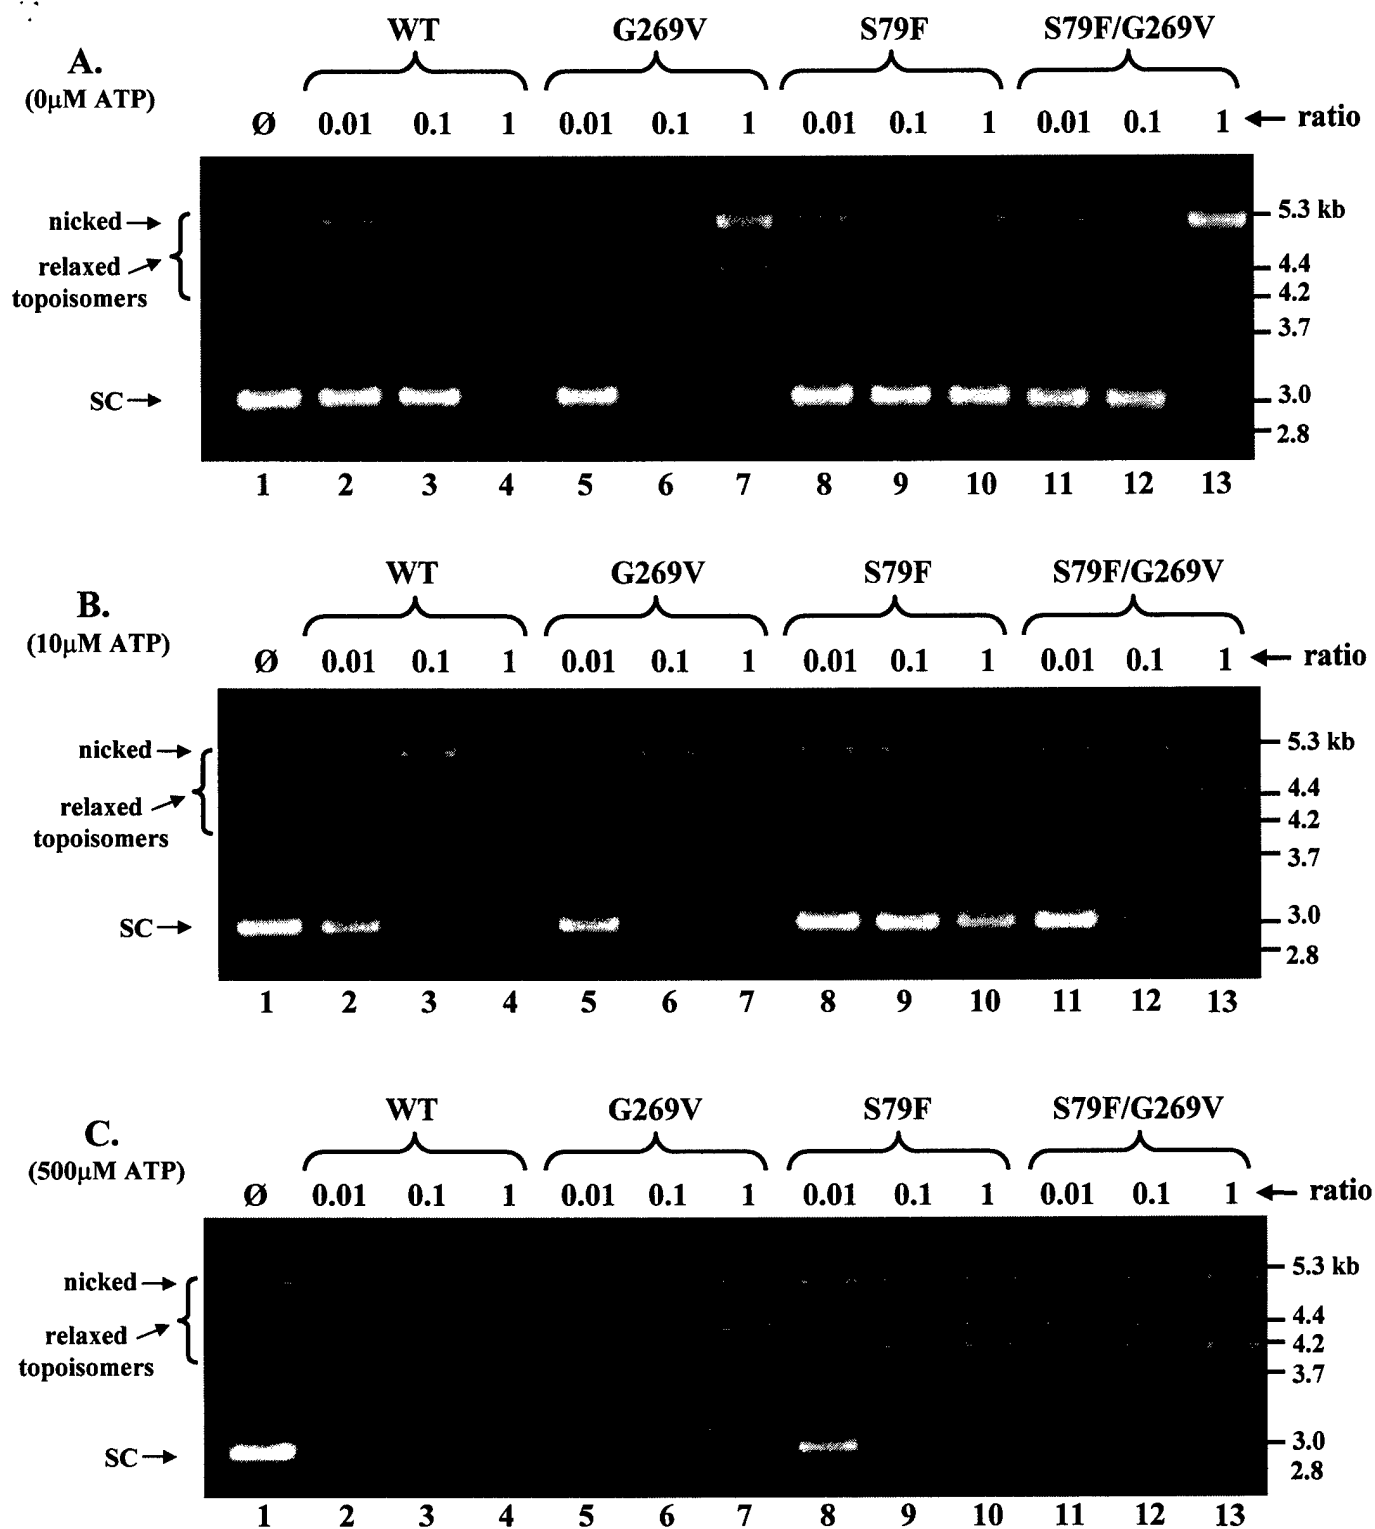 WT G269V S79F S79F/G269V
A.
(0µM ATP)
Ø 0.01 0.1 1 0.01 0.1 1 0.01 0.1 1 0.01 0.1 1 ← ratio
nicked→
relaxed
topoisomers
SC→
5.3 kb
4.4
4.2
3.7
3.0
2.8
1 2 3 4 5 6 7 8 9 10 11 12 13
WT G269V S79F S79F/G269V
B.
(10µM ATP)
Ø 0.01 0.1 1 0.01 0.1 1 0.01 0.1 1 0.01 0.1 1 ← ratio
nicked→
relaxed
topoisomers
SC→
5.3 kb
4.4
4.2
3.7
3.0
2.8
1 2 3 4 5 6 7 8 9 10 11 12 13
WT G269V S79F S79F/G269V
C.
(500µM ATP)
Ø 0.01 0.1 1 0.01 0.1 1 0.01 0.1 1 0.01 0.1 1 ← ratio
nicked→
relaxed
topoisomers
SC→
5.3 kb
4.4
4.2
3.7
3.0
2.8
1 2 3 4 5 6 7 8 9 10 11 12 13